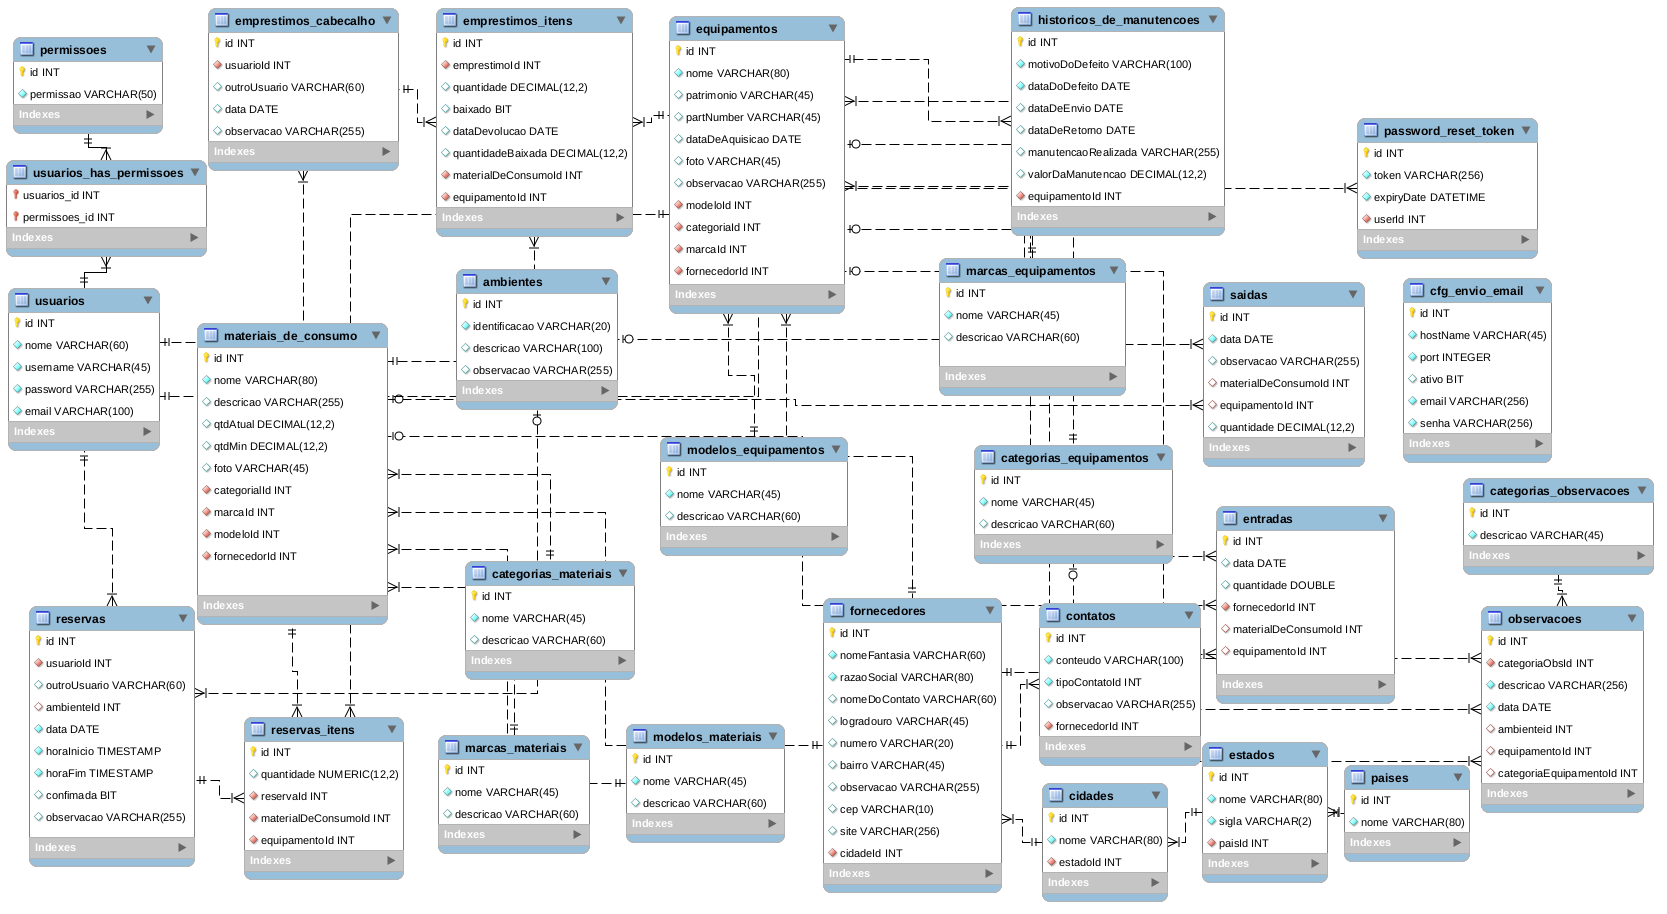 permissoes
id INT
permissao VARCHAR(50)
Indexes
usuarios_has_permissoes
usuarios_id INT
permissoes_id INT
Indexes
usuarios
id INT
nome VARCHAR(60)
username VARCHAR(45)
password VARCHAR(255)
email VARCHAR(100)
Indexes
reservas
id INT
usuarioId INT
outroUsuario VARCHAR(60)
ambienteId INT
data DATE
horaInicio TIMESTAMP
horaFim TIMESTAMP
confimada BIT
observacao VARCHAR(255)
Indexes
emprestimos_cabecalho
id INT
usuarioId INT
outroUsuario VARCHAR(60)
data DATE
observacao VARCHAR(255)
Indexes
materiais_de_consumo
id INT
nome VARCHAR(80)
descricao VARCHAR(255)
qtdAtual DECIMAL(12,2)
qtdMin DECIMAL(12,2)
foto VARCHAR(45)
categoriaId INT
marcaId INT
modeloId INT
fornecedorId INT
Indexes
reservas_itens
id INT
quantidade NUMERIC(12,2)
reservaId INT
materialDeConsumoId INT
equipamentoId INT
Indexes
emprestimos_itens
id INT
emprestimoId INT
quantidade DECIMAL(12,2)
baixado BIT
dataDevolucao DATE
quantidadeBaixada DECIMAL(12,2)
materialDeConsumoId INT
equipamentoId INT
Indexes
ambientes
id INT
identificacao VARCHAR(20)
descricao VARCHAR(100)
observacao VARCHAR(255)
Indexes
categorias_materiais
id INT
nome VARCHAR(45)
descricao VARCHAR(60)
Indexes
marcas_materiais
id INT
nome VARCHAR(45)
descricao VARCHAR(60)
Indexes
modelos_materiais
id INT
nome VARCHAR(45)
descricao VARCHAR(60)
Indexes
equipamentos
id INT
nome VARCHAR(80)
patrimonio VARCHAR(45)
partNumber VARCHAR(45)
dataDeAquisicao DATE
foto VARCHAR(45)
observacao VARCHAR(255)
modeloId INT
categoriaId INT
marcaId INT
fornecedorId INT
Indexes
modelos_equipamentos
id INT
nome VARCHAR(45)
descricao VARCHAR(60)
Indexes
fornecedores
id INT
nomeFantasia VARCHAR(60)
razaoSocial VARCHAR(80)
nomeDoContato VARCHAR(60)
logradouro VARCHAR(45)
numero VARCHAR(20)
bairro VARCHAR(45)
observacao VARCHAR(255)
cep VARCHAR(10)
site VARCHAR(256)
cidadeId INT
Indexes
historicos_de_manutencoes
id INT
motivoDoDefeito VARCHAR(100)
dataDoDefeito DATE
dataDeEnvio DATE
dataDeRetorno DATE
manutencaoRealizada VARCHAR(255)
valorDaManutencao DECIMAL(12,2)
equipamentoId INT
Indexes
marcas_equipamentos
id INT
nome VARCHAR(45)
descricao VARCHAR(60)
Indexes
categorias_equipamentos
id INT
nome VARCHAR(45)
descricao VARCHAR(60)
Indexes
contatos
id INT
conteudo VARCHAR(100)
tipoContatoId INT
observacao VARCHAR(255)
fornecedorId INT
Indexes
cidades
id INT
nome VARCHAR(80)
estadoId INT
Indexes
password_reset_token
id INT
token VARCHAR(256)
expiryDate DATETIME
userId INT
Indexes
saidas
id INT
data DATE
observacao VARCHAR(255)
materialDeConsumoId INT
equipamentoId INT
quantidade DECIMAL(12,2)
Indexes
cfg_envio_email
id INT
hostName VARCHAR(45)
port INTEGER
ativo BIT
email VARCHAR(256)
senha VARCHAR(256)
Indexes
entradas
id INT
data DATE
quantidade DOUBLE
fornecedorId INT
materialDeConsumoId INT
equipamentoId INT
Indexes
categorias_observacoes
id INT
descricao VARCHAR(45)
Indexes
observacoes
id INT
categoriaObsId INT
descricao VARCHAR(256)
data DATE
ambienteid INT
equipamentoId INT
categoriaEquipamentoId INT
Indexes
estados
id INT
nome VARCHAR(80)
sigla VARCHAR(2)
paisId INT
Indexes
paises
id INT
nome VARCHAR(80)
Indexes